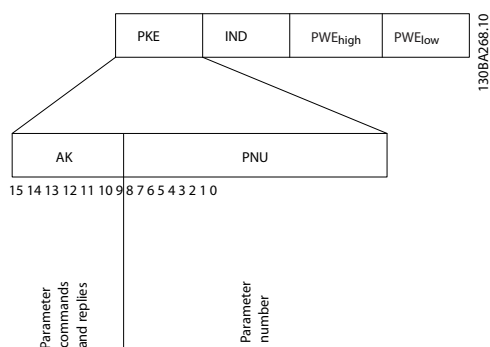 PKE IND PWEhigh PWElow
130BA268.10
AK PNU
15 14 13 12 11 10 9 8 7 6 5 4 3 2 1 0
Parameter
commands
and replies
Parameter
number